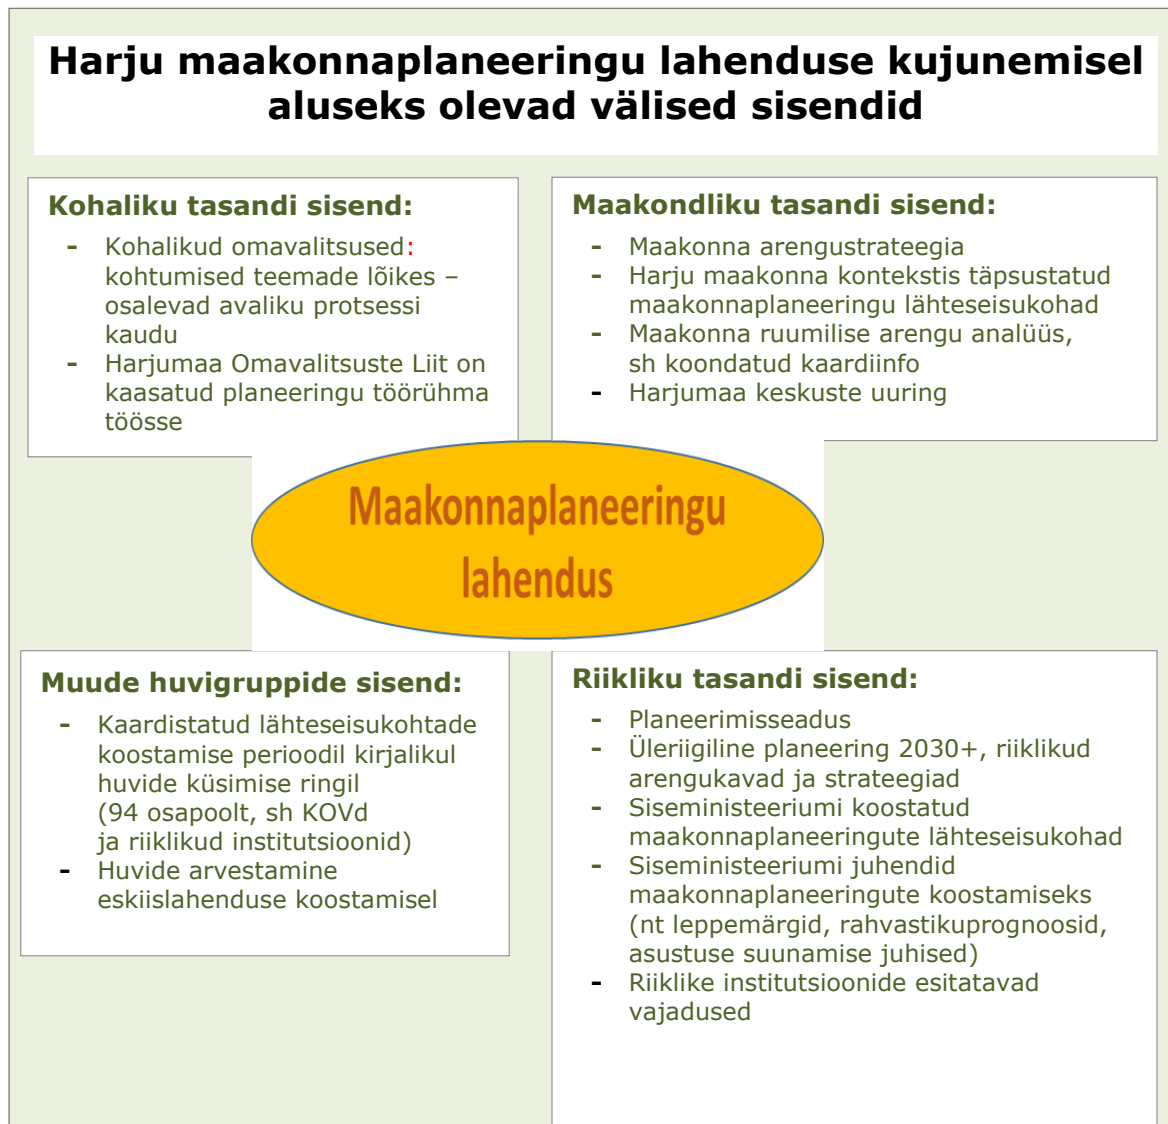 Harju maakonnaplaneeringu lahenduse kujunemisel
aluseks olevad välised sisendid
Kohaliku tasandi sisend:
- Kohalikud omavalitsused:
kohtumised teemade lõikes –
osalevad avaliku protsessi
kaudu
- Harjumaa Omavalitsuste Liit on
kaasatud planeeringu töörühma
töösse
Maakondliku tasandi sisend:
- Maakonna arengustrateegia
- Harju maakonna kontekstis täpsustatud
maakonnaplaneeringu lähteseisukohad
- Maakonna ruumilise arengu analüüs,
sh koondatud kaardiinfo
- Harjumaa keskuste uuring
Maakonnaplaneeringu
lahendus
Muude huvigruppide sisend:
- Kaardistatud lähteseisukohtade
koostamise perioodil kirjalikul
huvide küsimise ringil
(94 osapoolt, sh KOVd
ja riiklikud institutsioonid)
- Huvide arvestamine
eskiislahenduse koostamisel
Riikliku tasandi sisend:
- Planeerimisseadus
- Üleriigiline planeering 2030+, riiklikud
arengukavad ja strateegiad
- Siseministeeriumi koostatud
maakonnaplaneeringute lähteseisukohad
- Siseministeeriumi juhendid
maakonnaplaneeringute koostamiseks
(nt leppemärgid, rahvastikuprognoosid,
asustuse suunamise juhised)
- Riiklike institutsioonide esitatavad
vajadused